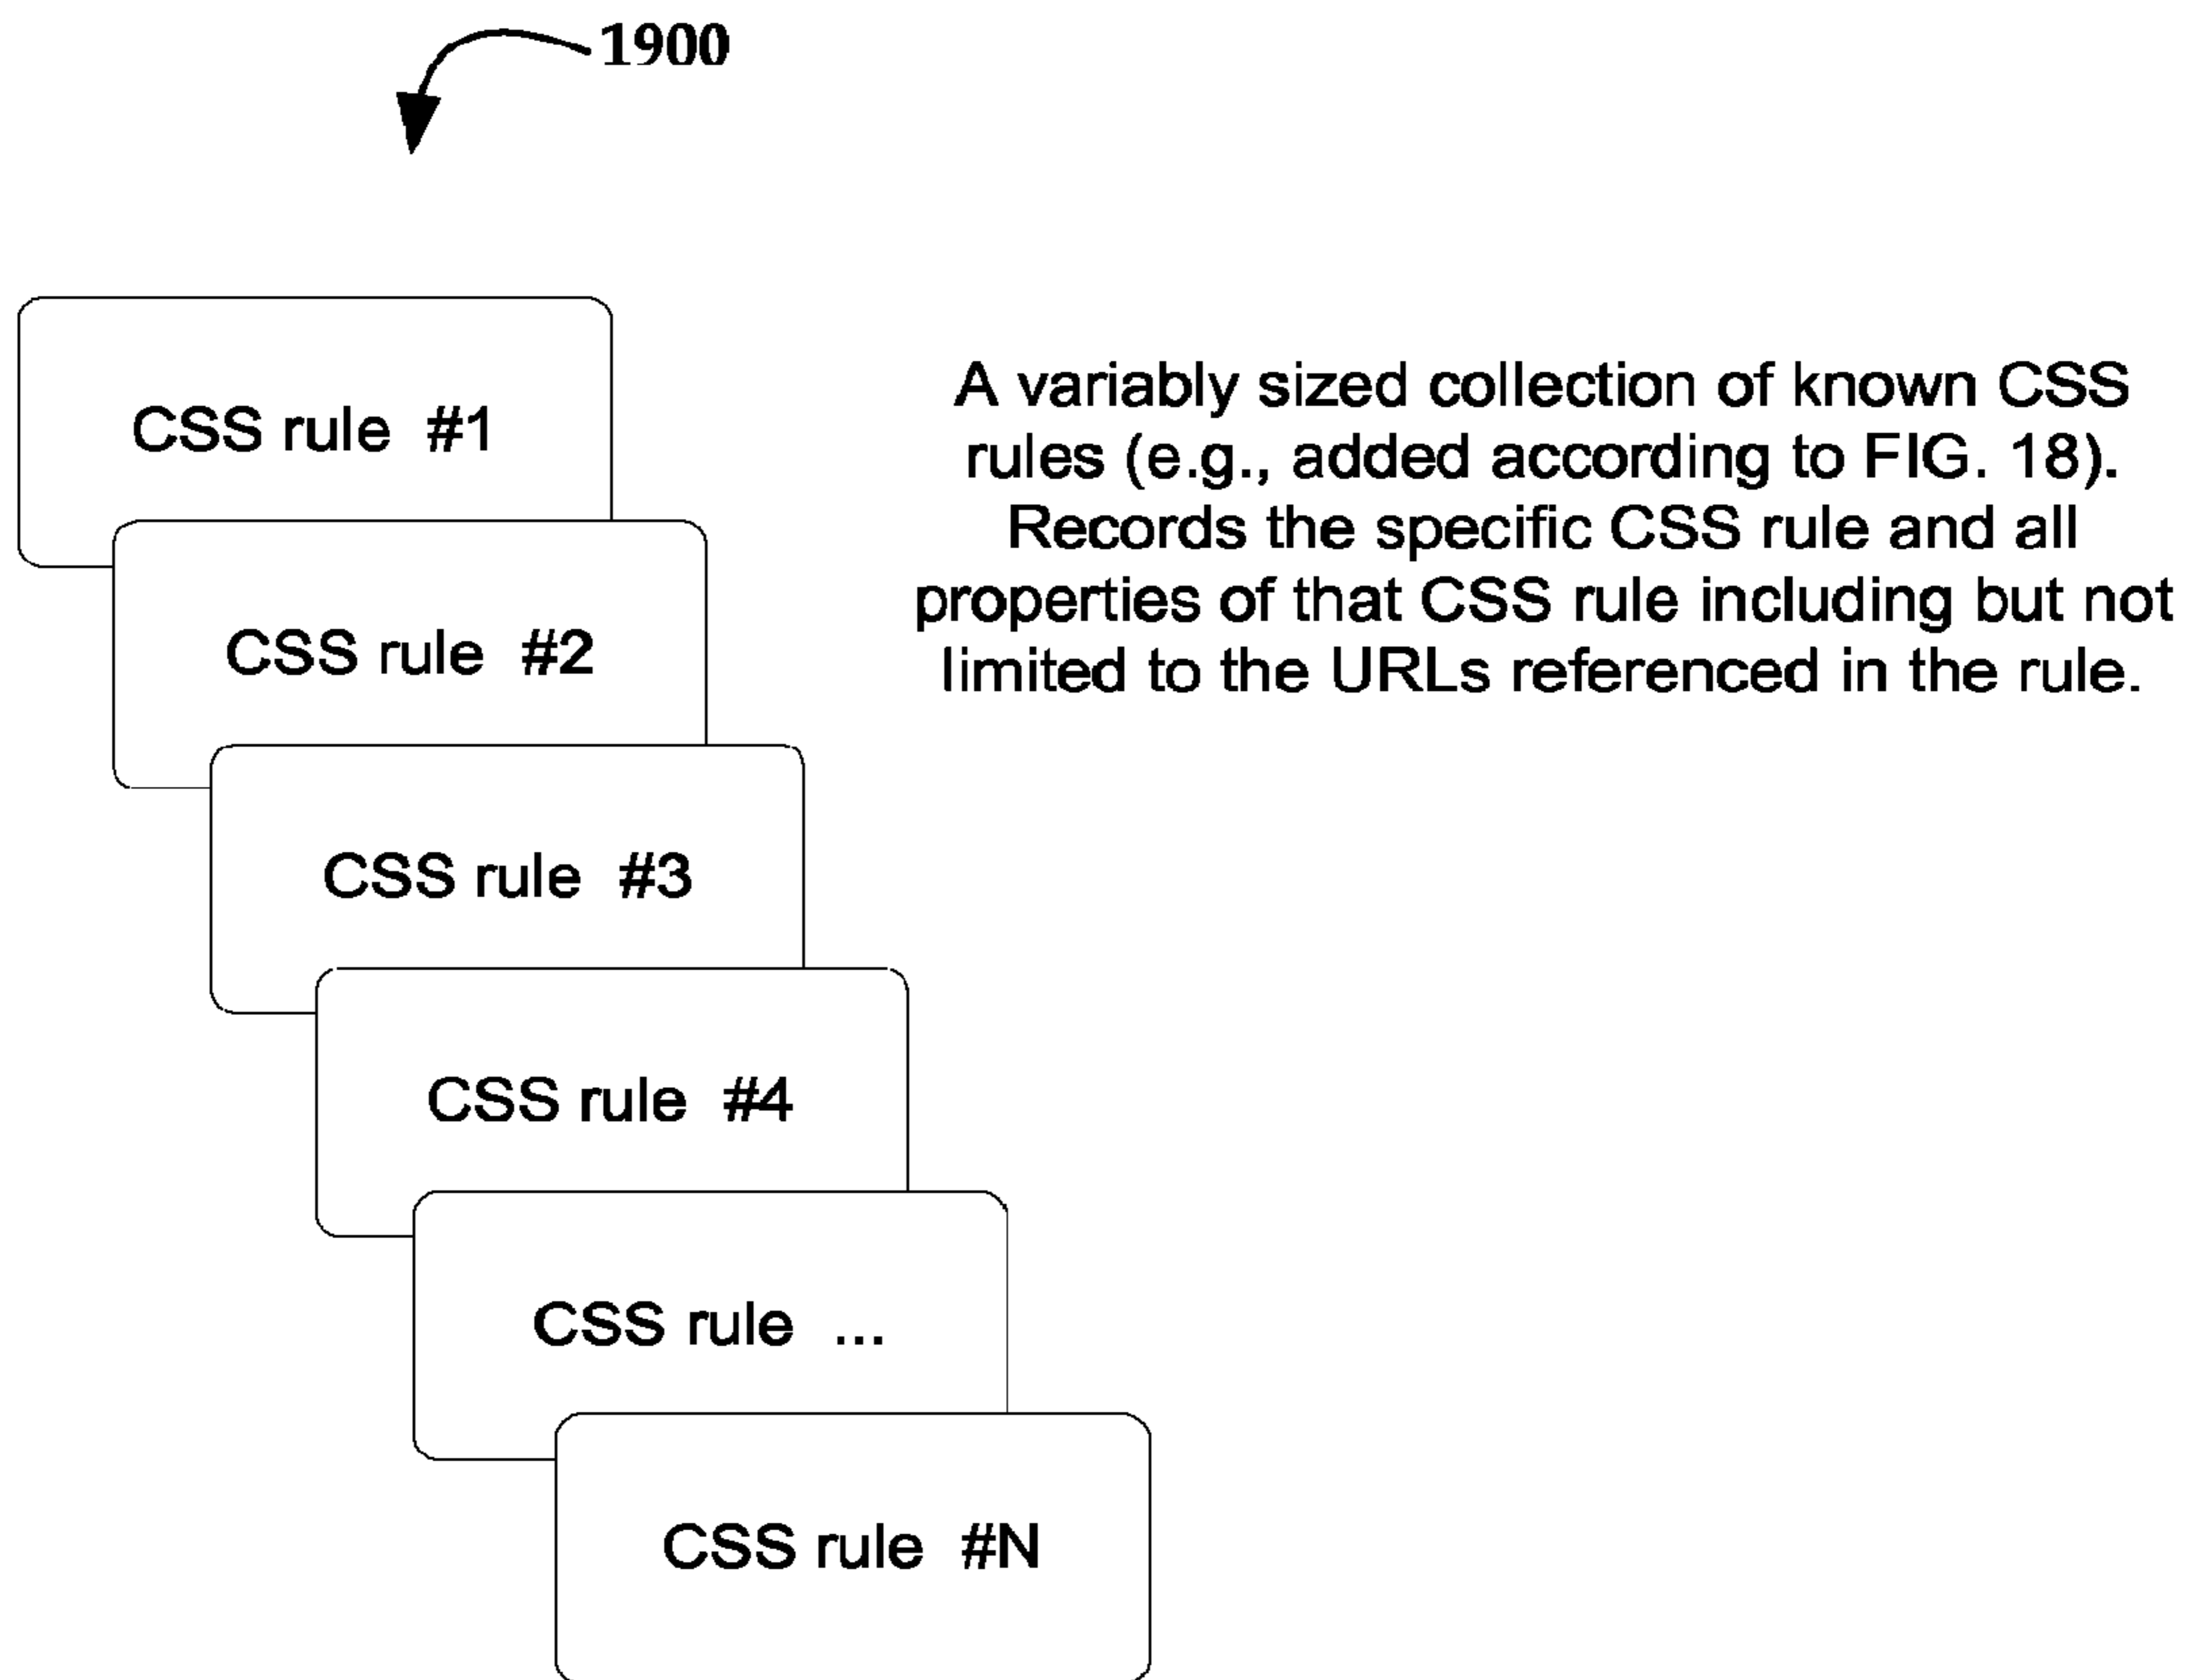 1900
CSS rule #1
A variably sized collection of known CSS
rules (e.g., added according to FIG. 18).
Records the specific CSS rule and all
properties of that CSS rule including but not
limited to the URLs referenced in the rule.
CSS rule #2
CSS rule #3
CSS rule #4
CSS rule ...
CSS rule #N